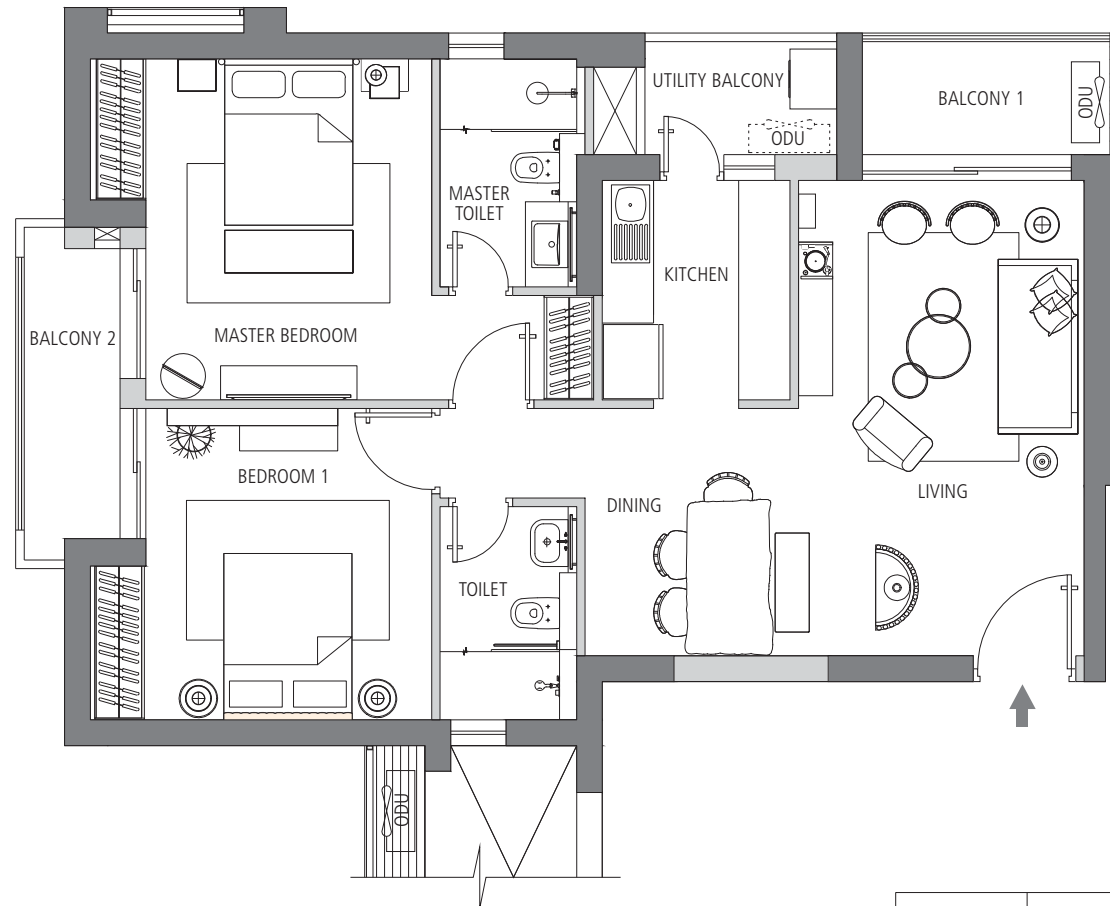 UTILITY BALCONY
BALCONY 1
ODU
ODU
MASTER
TOILET
KITCHEN
BALCONY 2
MASTER BEDROOM
BEDROOM 1
LIVING
DINING
TOILET
ODU